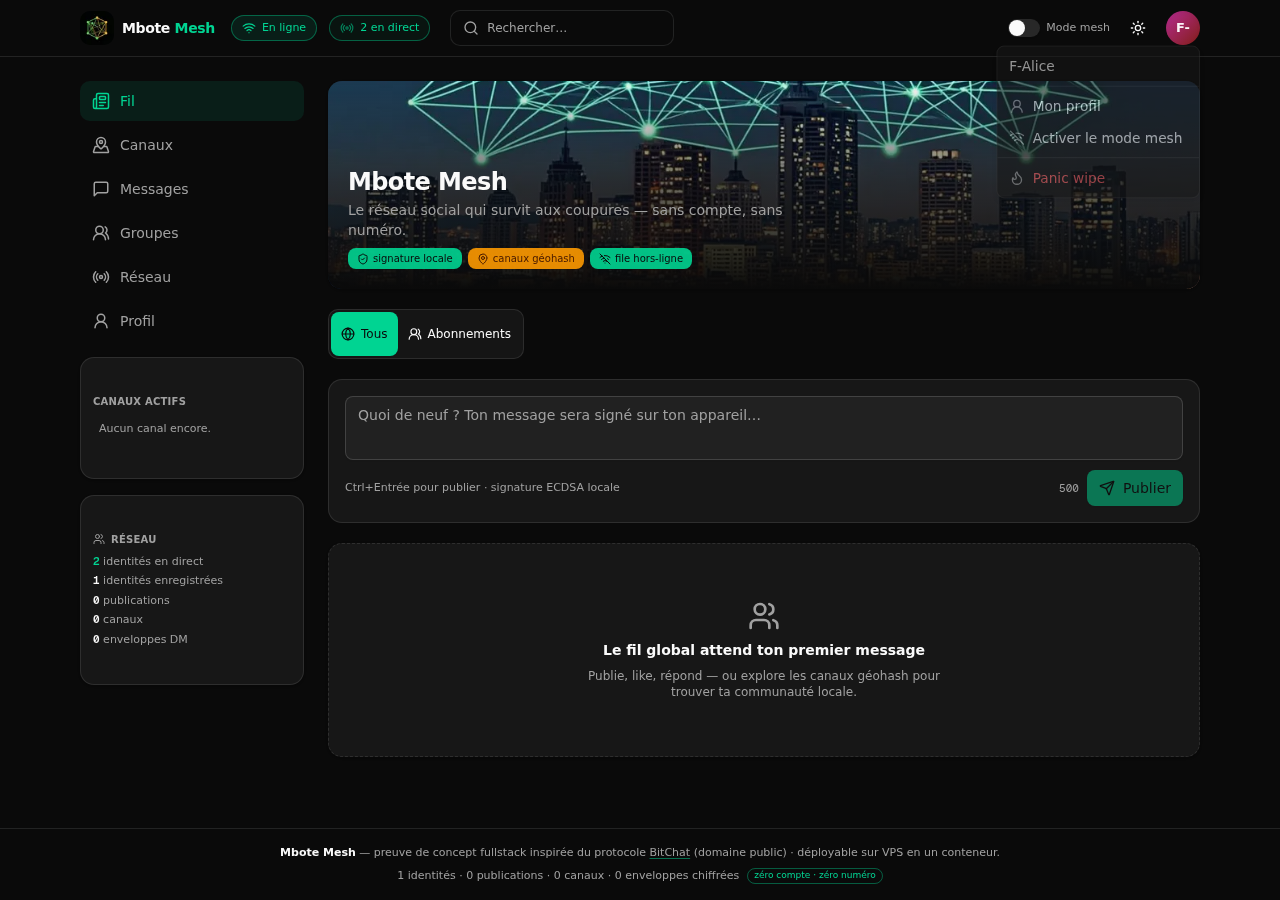 Mbote Mesh
En ligne
2 en direct
Rechercher…
Mode mesh
F-
F-Alice
Mon profil
Activer le mode mesh
Panic wipe
Fil
Canaux
Messages
Groupes
Réseau
Profil
CANAUX ACTIFS
Aucun canal encore.
RÉSEAU
2 identités en direct
1 identités enregistrées
0 publications
0 canaux
0 enveloppes DM
Mbote Mesh
Le réseau social qui survit aux coupures — sans compte, sans
numéro.
signature locale
canaux géohash
file hors-ligne
Tous
Abonnements
Quoi de neuf ? Ton message sera signé sur ton appareil…
Ctrl+Entrée pour publier · signature ECDSA locale
500
Publier
Le fil global attend ton premier message
Publie, like, répond — ou explore les canaux géohash pour
trouver ta communauté locale.
Mbote Mesh — preuve de concept fullstack inspirée du protocole BitChat (domaine public) · déployable sur VPS en un conteneur.
1 identités · 0 publications · 0 canaux · 0 enveloppes chiffrées
zéro compte · zéro numéro